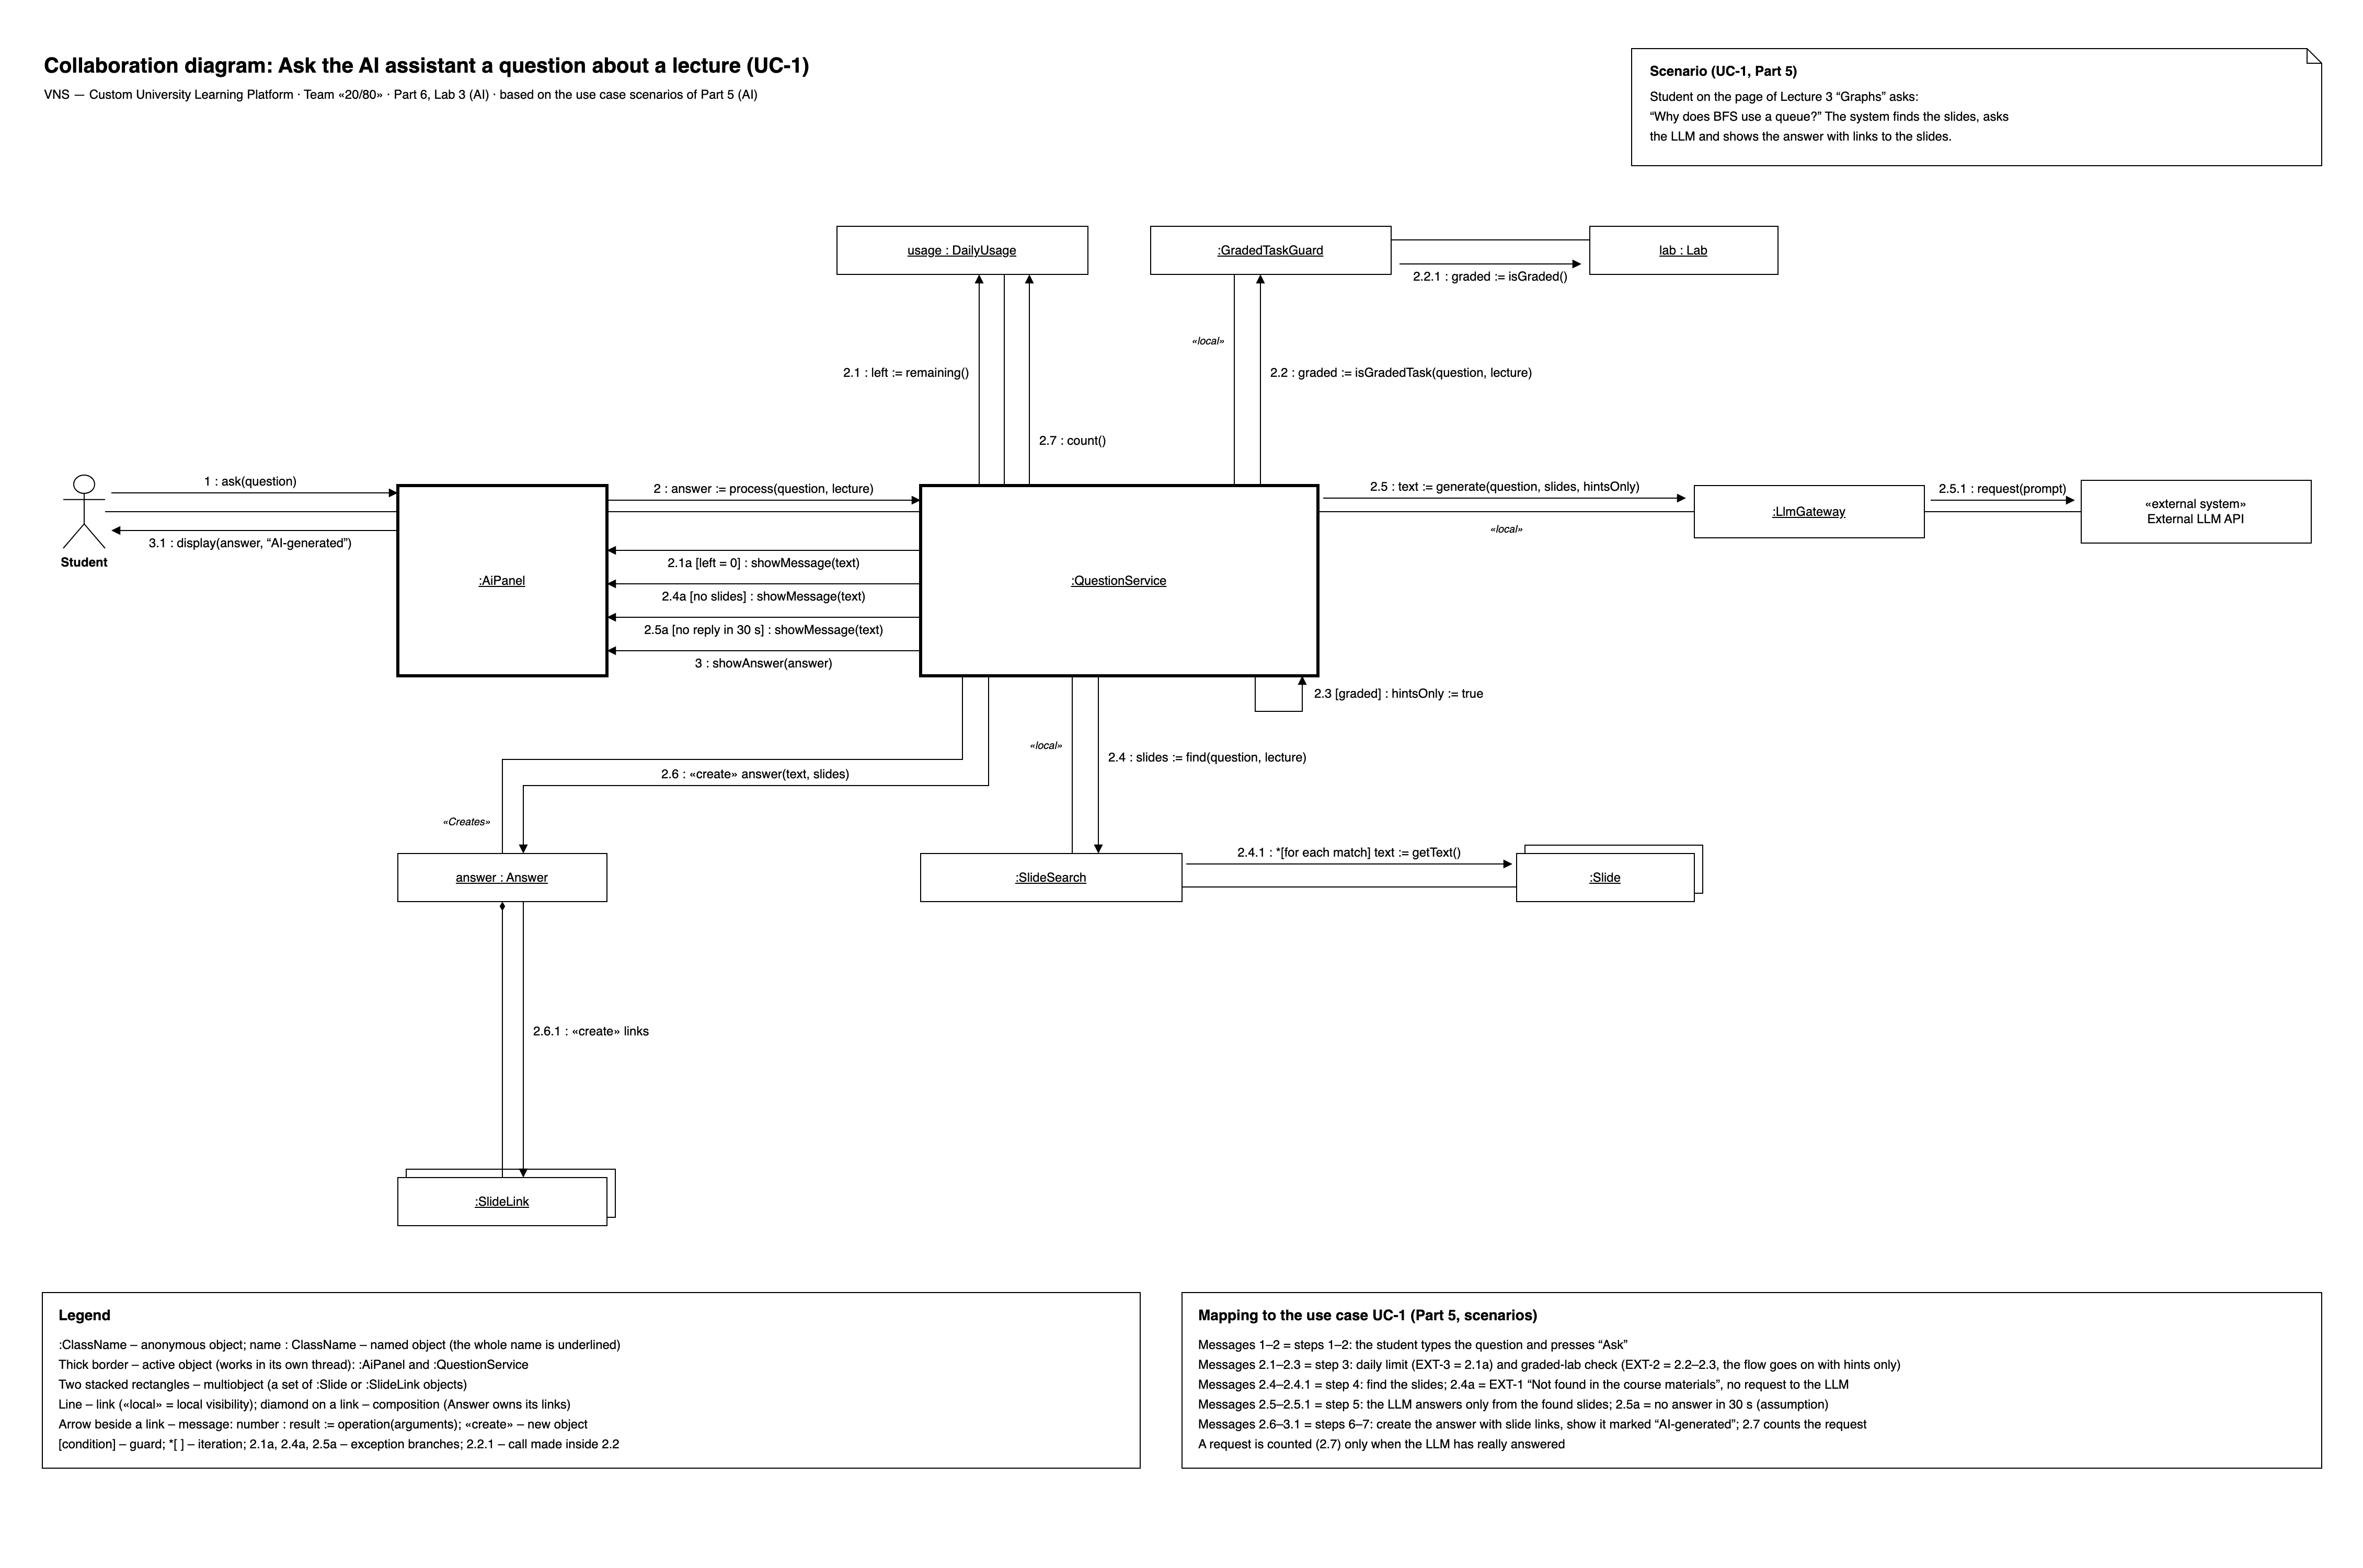 Collaboration diagram: Ask the AI assistant a question about a lecture (UC-1)
VNS — Custom University Learning Platform · Team «20/80» · Part 6, Lab 3 (AI) · based on the use case scenarios of Part 5 (AI)
Scenario (UC-1, Part 5)
Student on the page of Lecture 3 “Graphs” asks:
“Why does BFS use a queue?” The system finds the slides, asks
the LLM and shows the answer with links to the slides.
usage : DailyUsage
:GradedTaskGuard
lab : Lab
2.2.1 : graded := isGraded()
«local»
2.1 : left := remaining()
2.2 : graded := isGradedTask(question, lecture)
2.7 : count()
1 : ask(question)
2 : answer := process(question, lecture)
2.5 : text := generate(question, slides, hintsOnly)
2.5.1 : request(prompt)
:LlmGateway
«external system»
External LLM API
«local»
3.1 : display(answer, “AI-generated”)
Student
2.1a [left = 0] : showMessage(text)
:AiPanel
:QuestionService
2.4a [no slides] : showMessage(text)
2.5a [no reply in 30 s] : showMessage(text)
3 : showAnswer(answer)
2.3 [graded] : hintsOnly := true
«local»
2.4 : slides := find(question, lecture)
2.6 : «create» answer(text, slides)
«Creates»
2.4.1 : *[for each match] text := getText()
answer : Answer
:SlideSearch
:Slide
2.6.1 : «create» links
:SlideLink
Legend
:ClassName – anonymous object; name : ClassName – named object (the whole name is underlined)
Thick border – active object (works in its own thread): :AiPanel and :QuestionService
Two stacked rectangles – multiobject (a set of :Slide or :SlideLink objects)
Line – link («local» = local visibility); diamond on a link – composition (Answer owns its links)
Arrow beside a link – message: number : result := operation(arguments); «create» – new object
[condition] – guard; *[ ] – iteration; 2.1a, 2.4a, 2.5a – exception branches; 2.2.1 – call made inside 2.2
Mapping to the use case UC-1 (Part 5, scenarios)
Messages 1–2 = steps 1–2: the student types the question and presses “Ask”
Messages 2.1–2.3 = step 3: daily limit (EXT-3 = 2.1a) and graded-lab check (EXT-2 = 2.2–2.3, the flow goes on with hints only)
Messages 2.4–2.4.1 = step 4: find the slides; 2.4a = EXT-1 “Not found in the course materials”, no request to the LLM
Messages 2.5–2.5.1 = step 5: the LLM answers only from the found slides; 2.5a = no answer in 30 s (assumption)
Messages 2.6–3.1 = steps 6–7: create the answer with slide links, show it marked “AI-generated”; 2.7 counts the request
A request is counted (2.7) only when the LLM has really answered